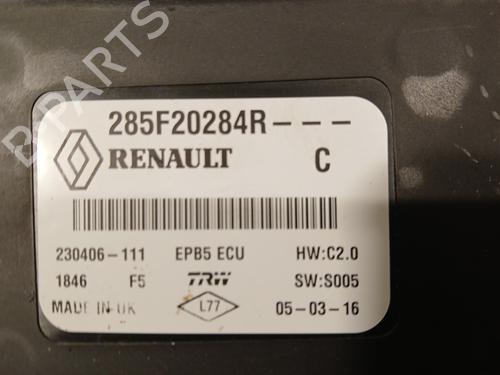 285F20284R---
RENAULT C
230406-111 EPB5 ECU HW:C2.0
1846 F5 TRW SW:S005
MADE IN UK L77 05-03-16
B-PARTS